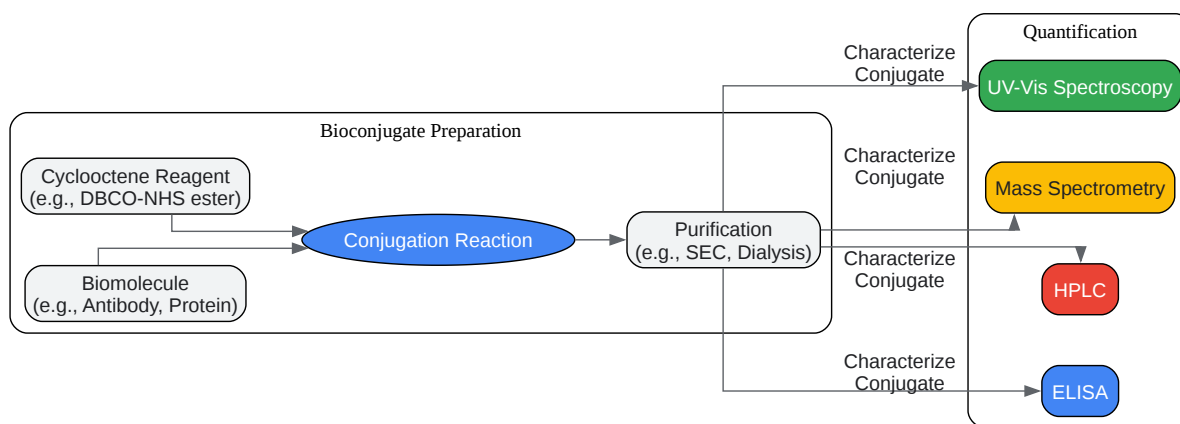 Quantification
Characterize
Conjugate
UV-Vis Spectroscopy
Bioconjugate Preparation
Cyclooctene Reagent
(e.g., DBCO-NHS ester)
Characterize
Conjugate
Mass Spectrometry
Conjugation Reaction
Purification
(e.g., SEC, Dialysis)
Biomolecule
(e.g., Antibody, Protein)
Characterize
Conjugate
HPLC
Characterize
Conjugate
ELISA